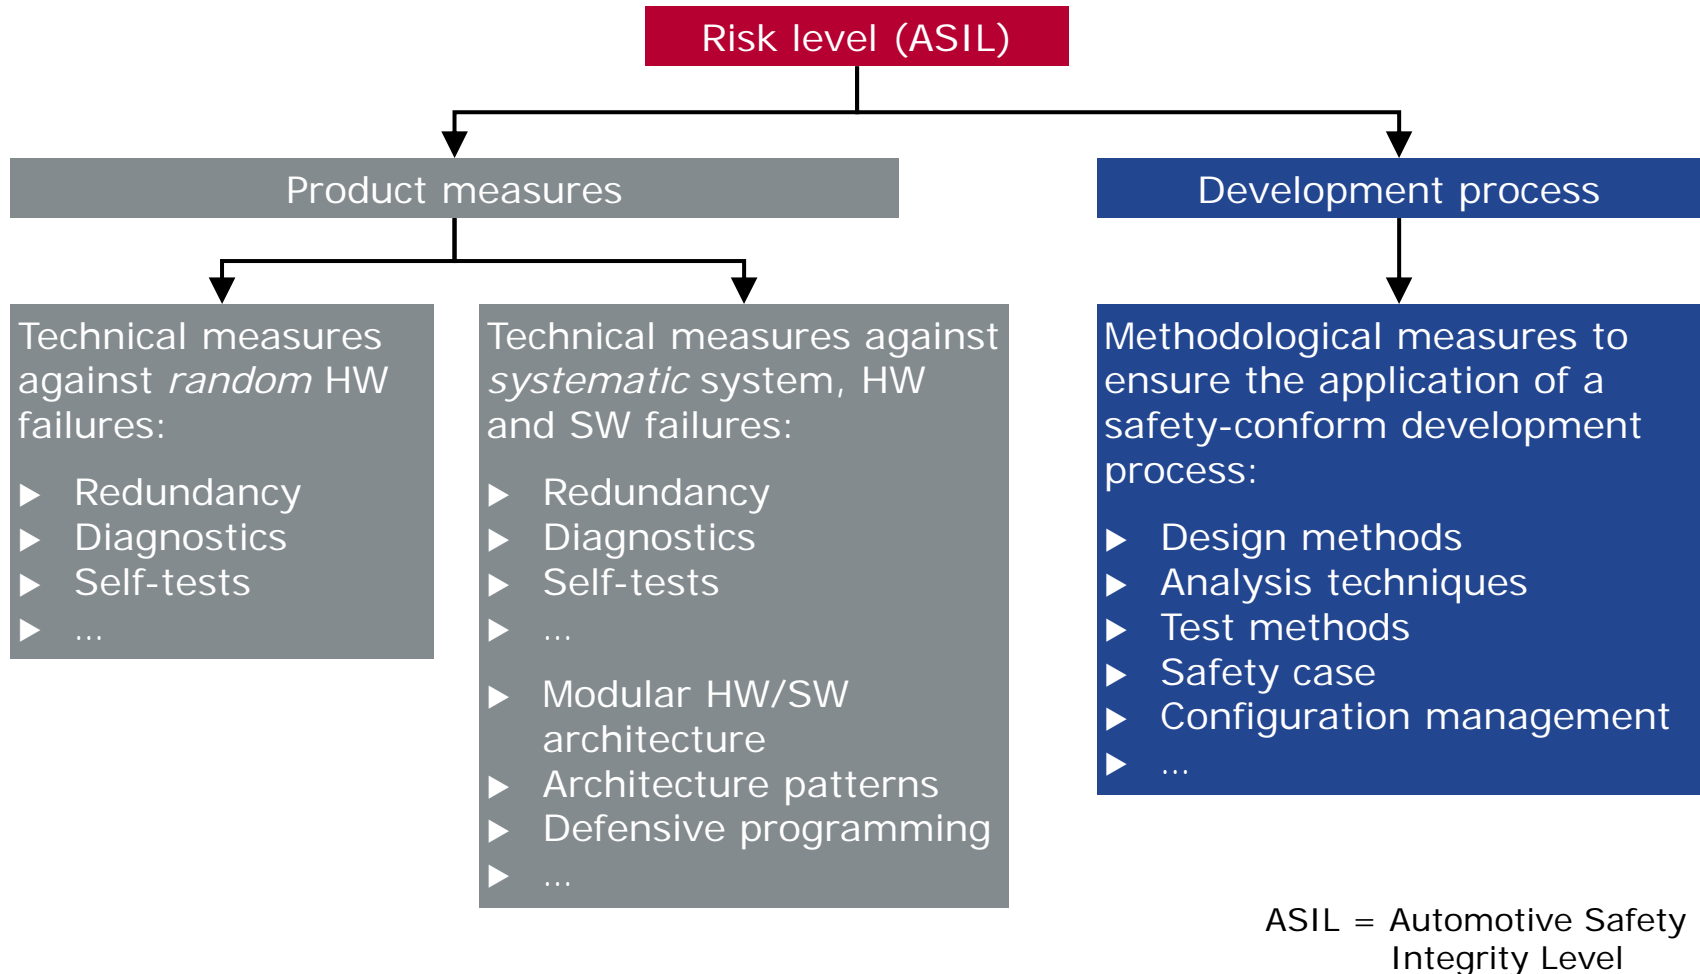 Risk level (ASIL)
Product measures
Development process
Technical measures
against random HW
failures:
▶ Redundancy
▶ Diagnostics
▶ Self-tests
▶ ...
Technical measures against
systematic system, HW
and SW failures:
▶ Redundancy
▶ Diagnostics
▶ Self-tests
▶ ...
▶ Modular HW/SW
architecture
▶ Architecture patterns
▶ Defensive programming
▶ ...
Methodological measures to
ensure the application of a
safety-conform development
process:
▶ Design methods
▶ Analysis techniques
▶ Test methods
▶ Safety case
▶ Configuration management
▶ ...
ASIL = Automotive Safety
Integrity Level